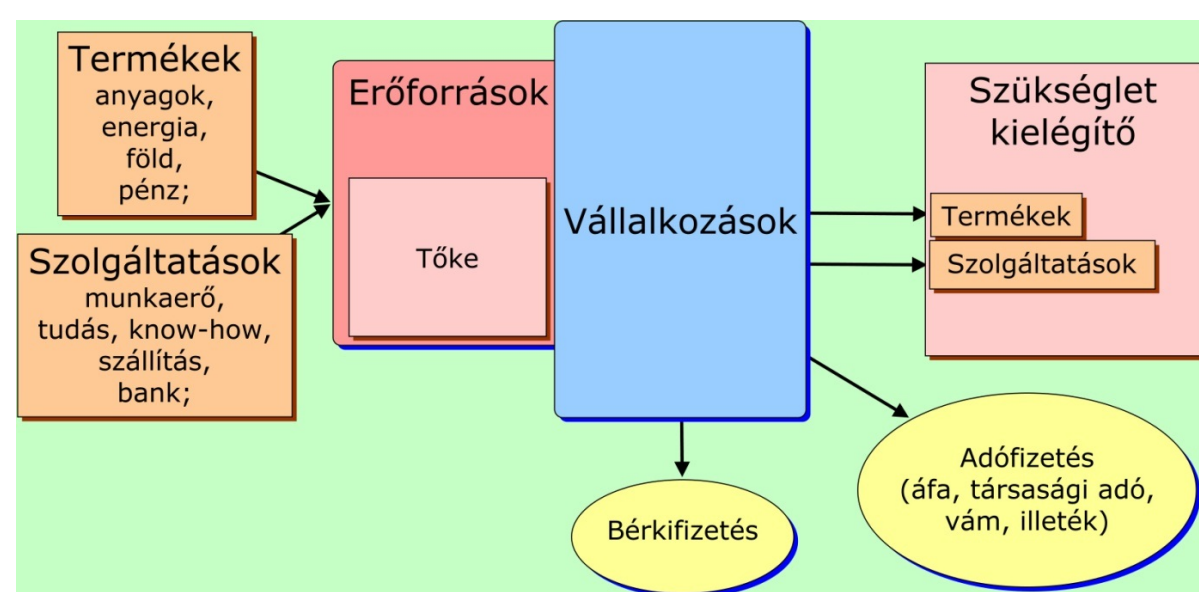 Termékek
anyagok,
energia,
föld,
pénz;
Szolgáltatások
munkaerő,
tudás, know-how,
szállítás,
bank;
Erőforrások
Tőke
Vállalkozások
Szükséglet
kielégítő
Termékek
Szolgáltatások
Bérkifizetés
Adófizetés
(áfa, társasági adó,
vám, illeték)